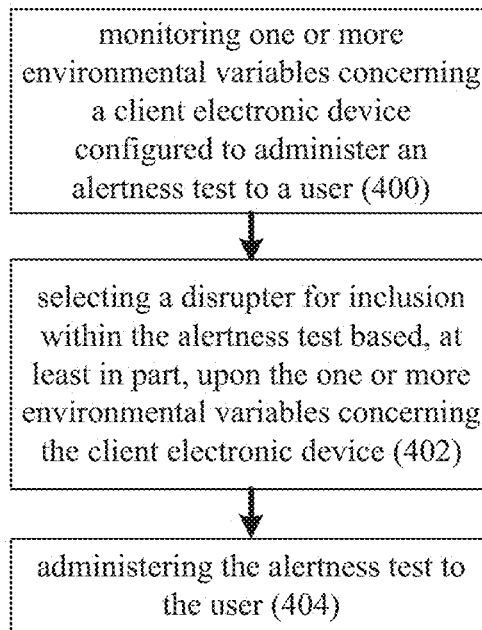 monitoring one or more
environmental variables concerning
a client electronic device
configured to administer an
alertness test to a user (400)
selecting a disrupter for inclusion
within the alertness test based, at
least in part, upon the one or more
environmental variables concerning
the client electronic device (402)
administering the alertness test to
the user (404)